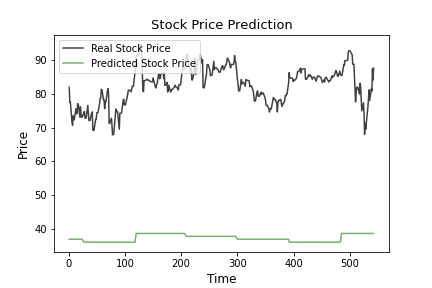 Stock Price Prediction
Real Stock Price
Predicted Stock Price
Price
90
80
70
60
50
40
0 100 200 300 400 500
Time